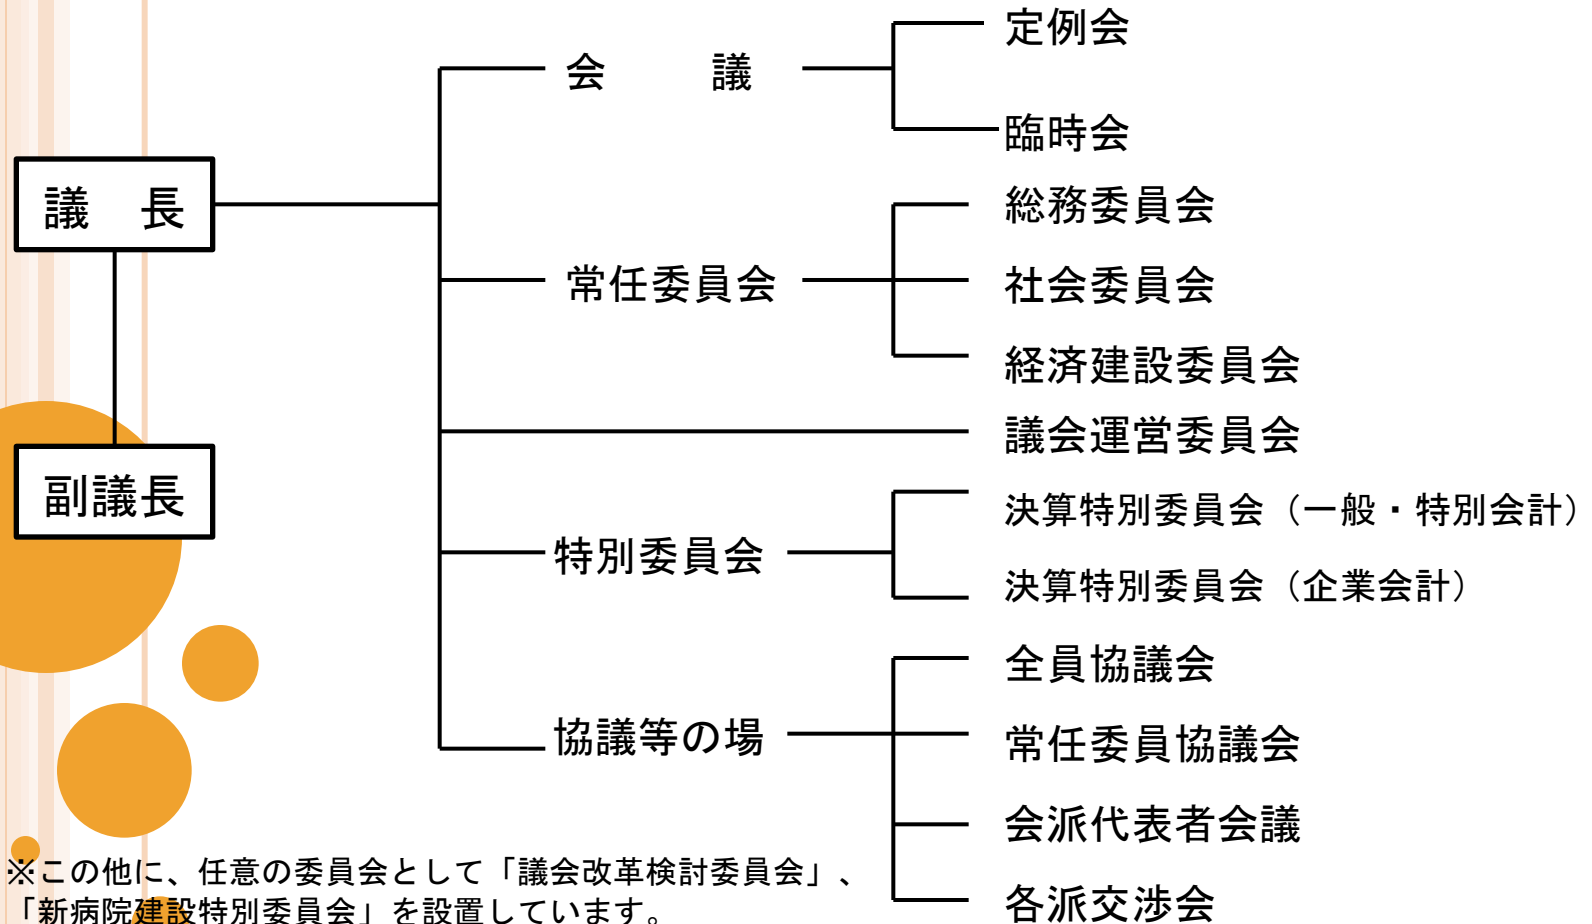 議　長
副議長
会　　議
定例会
臨時会
常任委員会
総務委員会
社会委員会
経済建設委員会
議会運営委員会
特別委員会
決算特別委員会（一般・特別会計）
決算特別委員会（企業会計）
協議等の場
全員協議会
常任委員協議会
会派代表者会議
各派交渉会
※この他に、任意の委員会として「議会改革検討委員会」、
「新病院建設特別委員会」を設置しています。